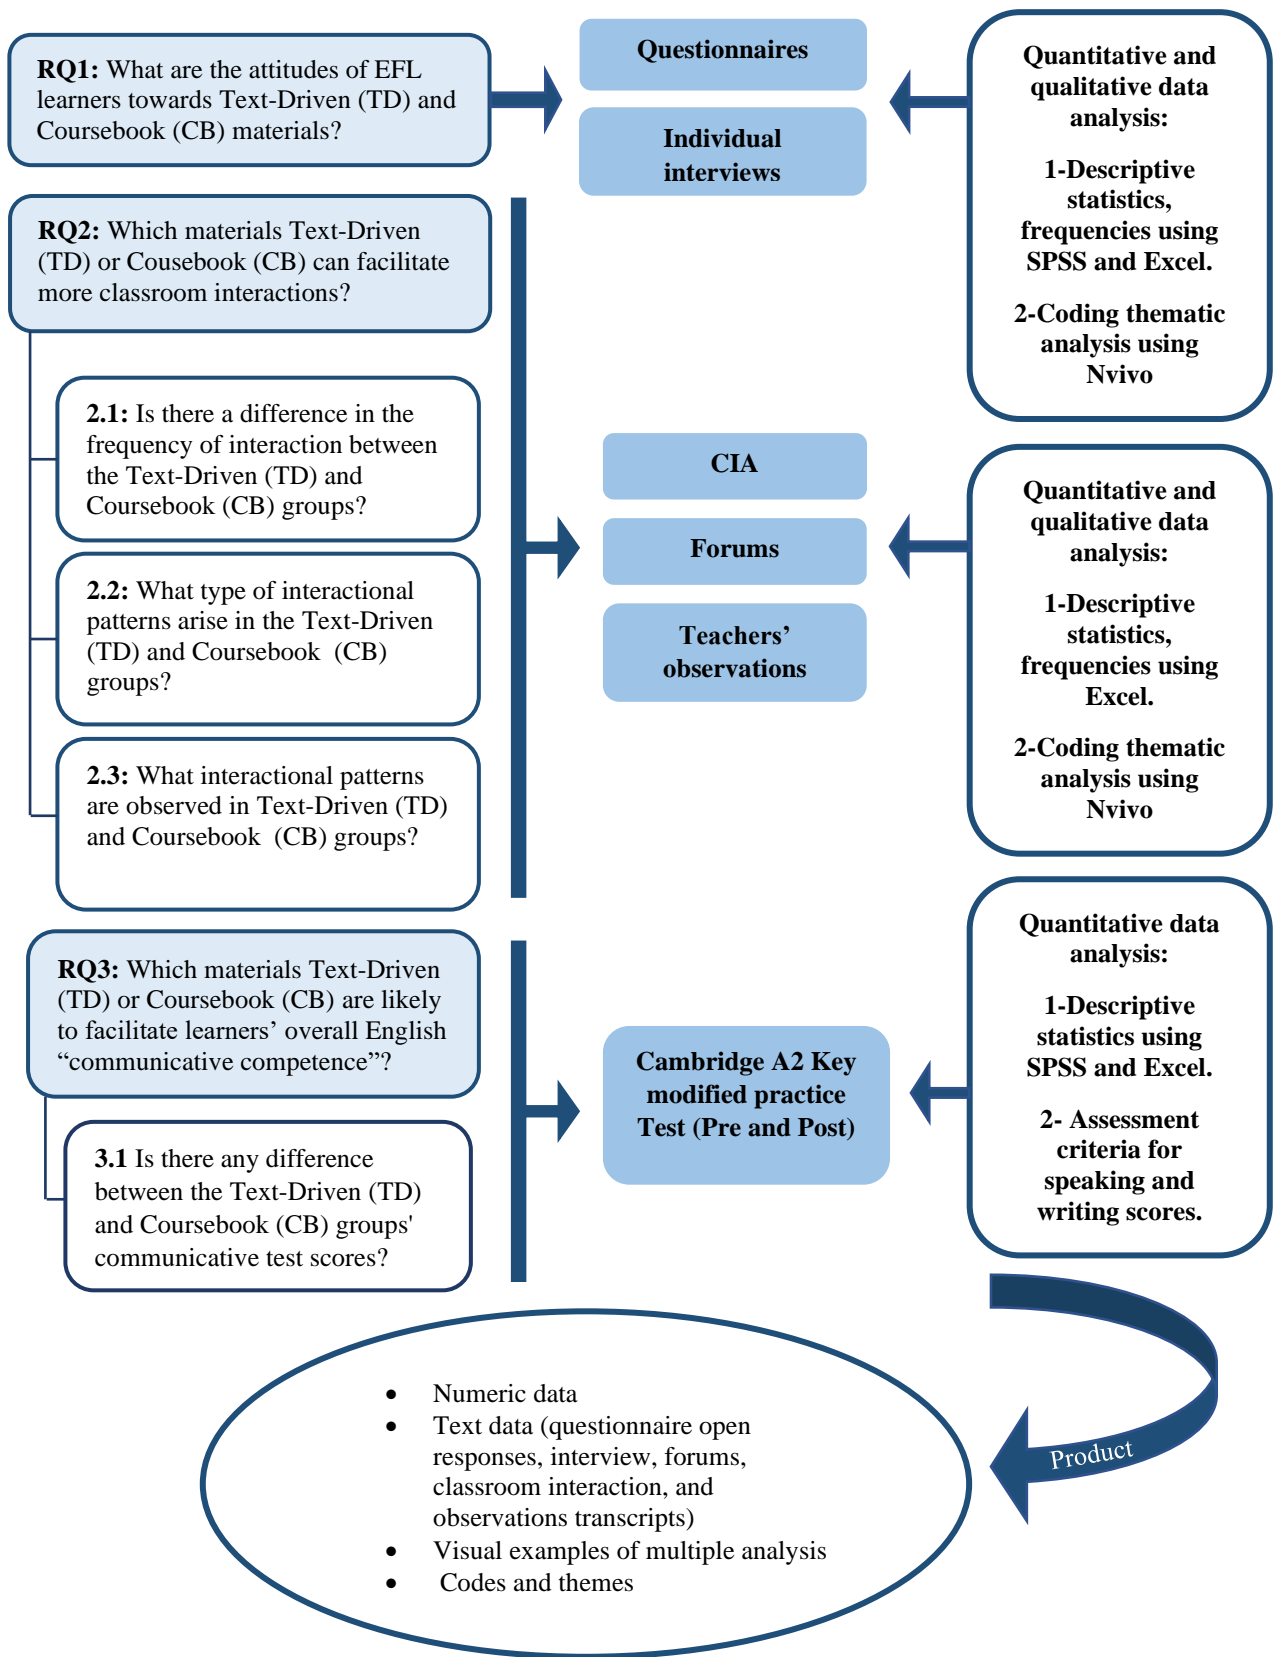 RQ1: What are the attitudes of EFL
learners towards Text-Driven (TD) and
Coursebook (CB) materials?
Questionnaires
Individual
interviews
Quantitative and
qualitative data
analysis:
1-Descriptive
statistics,
frequencies using
SPSS and Excel.
2-Coding thematic
analysis using
Nvivo
RQ2: Which materials Text-Driven
(TD) or Cousebook (CB) can facilitate
more classroom interactions?
2.1: Is there a difference in the
frequency of interaction between
the Text-Driven (TD) and
Coursebook (CB) groups?
2.2: What type of interactional
patterns arise in the Text-Driven
(TD) and Coursebook (CB)
groups?
2.3: What interactional patterns
are observed in Text-Driven (TD)
and Coursebook (CB) groups?
CIA
Forums
Teachers’
observations
Quantitative and
qualitative data
analysis:
1-Descriptive
statistics,
frequencies using
Excel.
2-Coding thematic
analysis using
Nvivo
RQ3: Which materials Text-Driven
(TD) or Coursebook (CB) are likely
to facilitate learners’ overall English
“communicative competence”?
3.1 Is there any difference
between the Text-Driven (TD)
and Coursebook (CB) groups'
communicative test scores?
Cambridge A2 Key
modified practice
Test (Pre and Post)
Quantitative data
analysis:
1-Descriptive
statistics using
SPSS and Excel.
2- Assessment
criteria for
speaking and
writing scores.
Product
• Numeric data
• Text data (questionnaire open
responses, interview, forums,
classroom interaction, and
observations transcripts)
• Visual examples of multiple analysis
• Codes and themes